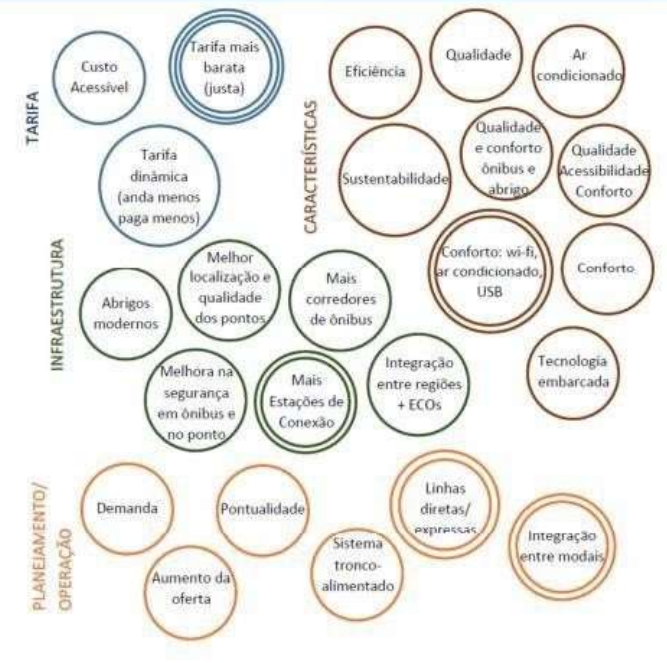 TARIFA
Custo
Acessível
Tarifa mais
barata
(justa)
Tarifa
dinâmica
(anda menos
paga menos)
CARACTERÍSTICAS
Eficiência
Qualidade
Ar
condicionado
Sustentabilidade
Qualidade
e conforto
ônibus e
abrigo
Qualidade
Acessibilidade
Conforto
Conforto: wi-fi,
ar condicionado,
USB
Conforto
Tecnologia
embarcada
INFRAESTRUTURA
Abrigos
modernos
Melhor
localização e
qualidade
dos pontos
Mais
corredores
de ônibus
Melhora na
segurança
em ônibus e
no ponto
Mais
Estações de
Conexão
Integração
entre regiões
+ ECOs
PLANEJAMENTO/
OPERAÇÃO
Demanda
Pontualidade
Linhas
diretas/
expressas
Integração
entre modais
Aumento da
oferta
Sistema
tronco-
alimentado